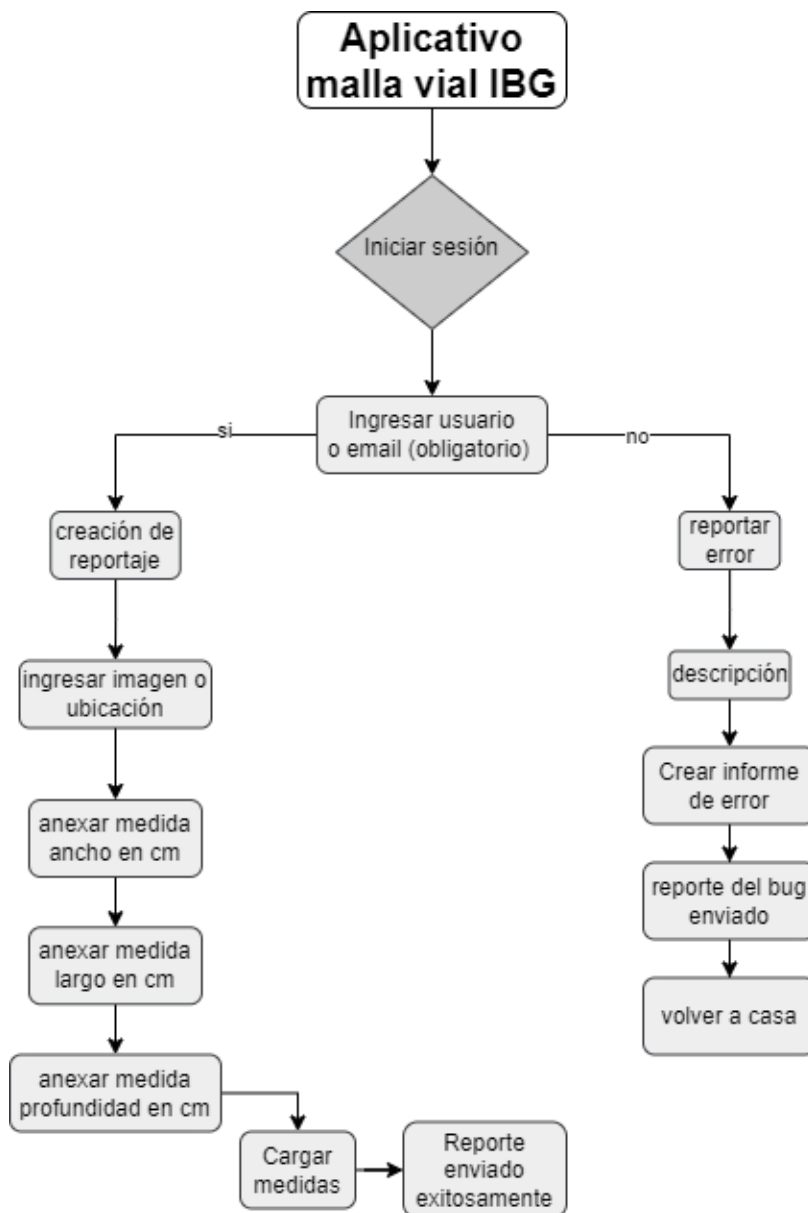 Aplicativo
malla vial IBG
Iniciar sesión
Ingresar usuario
o email (obligatorio)
si
no
creación de
reportaje
reportar
error
ingresar imagen o
ubicación
descripción
anexar medida
ancho en cm
Crear informe
de error
anexar medida
largo en cm
reporte del bug
enviado
anexar medida
profundidad en cm
volver a casa
Cargar
medidas
Reporte
enviado
exitosamente